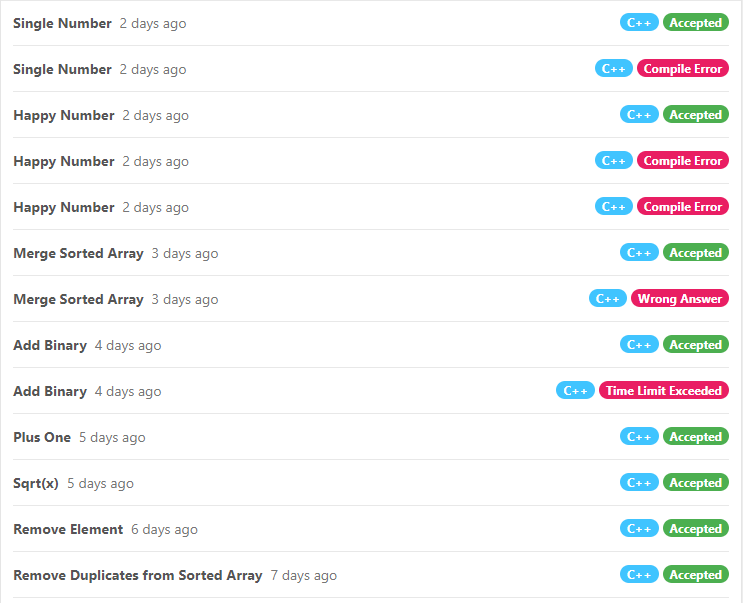 Single Number 2 days ago C++ Accepted
Single Number 2 days ago C++ Compile Error
Happy Number 2 days ago C++ Accepted
Happy Number 2 days ago C++ Compile Error
Happy Number 2 days ago C++ Compile Error
Merge Sorted Array 3 days ago C++ Accepted
Merge Sorted Array 3 days ago C++ Wrong Answer
Add Binary 4 days ago C++ Accepted
Add Binary 4 days ago C++ Time Limit Exceeded
Plus One 5 days ago C++ Accepted
Sqrt(x) 5 days ago C++ Accepted
Remove Element 6 days ago C++ Accepted
Remove Duplicates from Sorted Array 7 days ago C++ Accepted